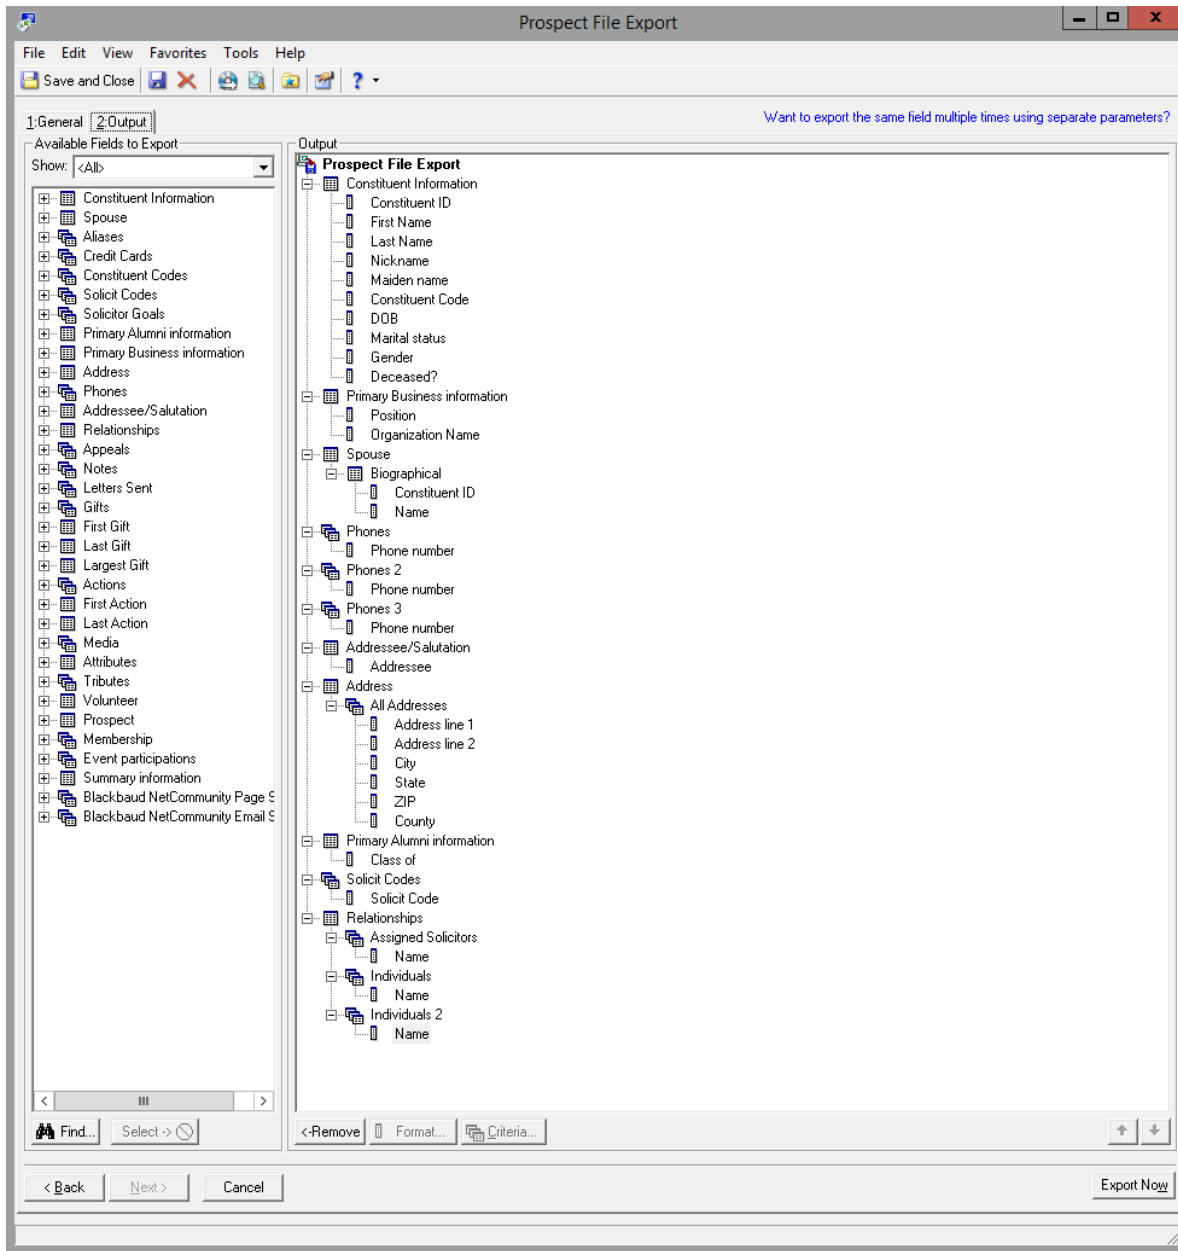 Prospect File Export
File Edit View Favorites Tools Help
Save and Close
1:General 2:Output
Want to export the same field multiple times using separate parameters?
Available Fields to Export
Show: <All>
Constituent Information
Spouse
Aliases
Credit Cards
Constituent Codes
Solicit Codes
Solicitor Goals
Primary Alumni information
Primary Business information
Address
Phones
Addressee/Salutation
Relationships
Appeals
Notes
Letters Sent
Gifts
First Gift
Last Gift
Largest Gift
Actions
First Action
Last Action
Media
Attributes
Tributes
Volunteer
Prospect
Membership
Event participations
Summary information
Blackbaud NetCommunity Page S
Blackbaud NetCommunity Email S
Find...
Select ->
Output
Prospect File Export
Constituent Information
Constituent ID
First Name
Last Name
Nickname
Maiden name
Constituent Code
DOB
Marital status
Gender
Deceased?
Primary Business information
Position
Organization Name
Spouse
Biographical
Constituent ID
Name
Phones
Phone number
Phones 2
Phone number
Phones 3
Phone number
Addressee/Salutation
Addressee
Address
All Addresses
Address line 1
Address line 2
City
State
ZIP
County
Primary Alumni information
Class of
Solicit Codes
Solicit Code
Relationships
Assigned Solicitors
Name
Individuals
Name
Individuals 2
Name
<-Remove
Format...
Criteria...
< Back
Next >
Cancel
Export Now